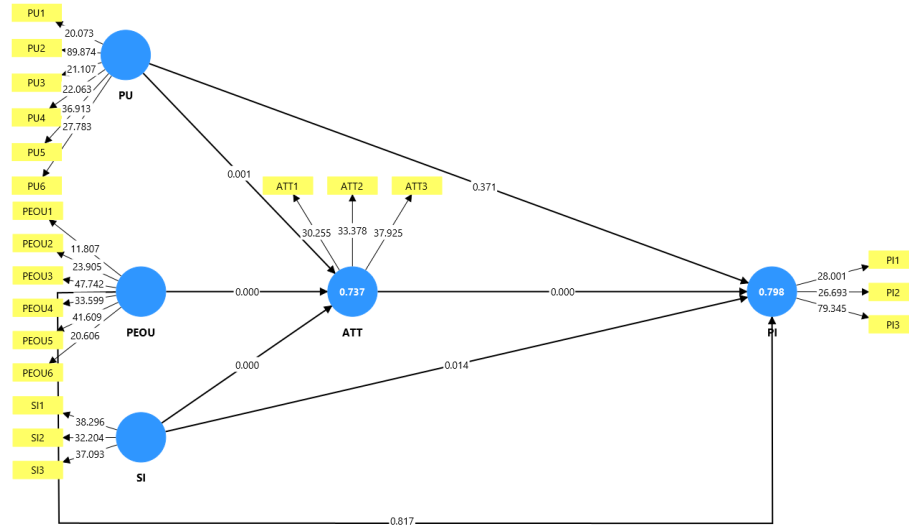 PU1
20.073
PU2
89.874
PU3
21.107
PU4
22.063
36.913
PU5
27.783
PU6
PU
0.001
0.371
ATT1
ATT2
ATT3
30.255
33.378
37.925
PEOU1
11.807
PEOU2
23.905
PEOU3
47.742
PEOU4
33.599
PEOU5
41.609
20.606
PEOU6
PEOU
0.000
0.737
ATT
0.000
0.798
PI
28.001
PI1
26.693
PI2
79.345
PI3
0.000
0.014
SI1
38.296
SI2
32.204
SI3
37.093
SI
0.817